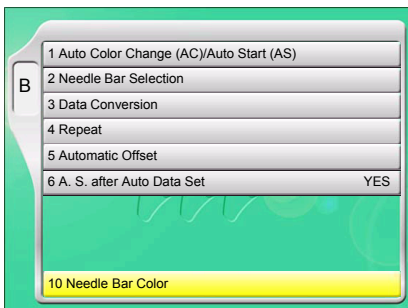 B
1 Auto Color Change (AC)/Auto Start (AS)
2 Needle Bar Selection
3 Data Conversion
4 Repeat
5 Automatic Offset
6 A. S. after Auto Data Set YES
10 Needle Bar Color